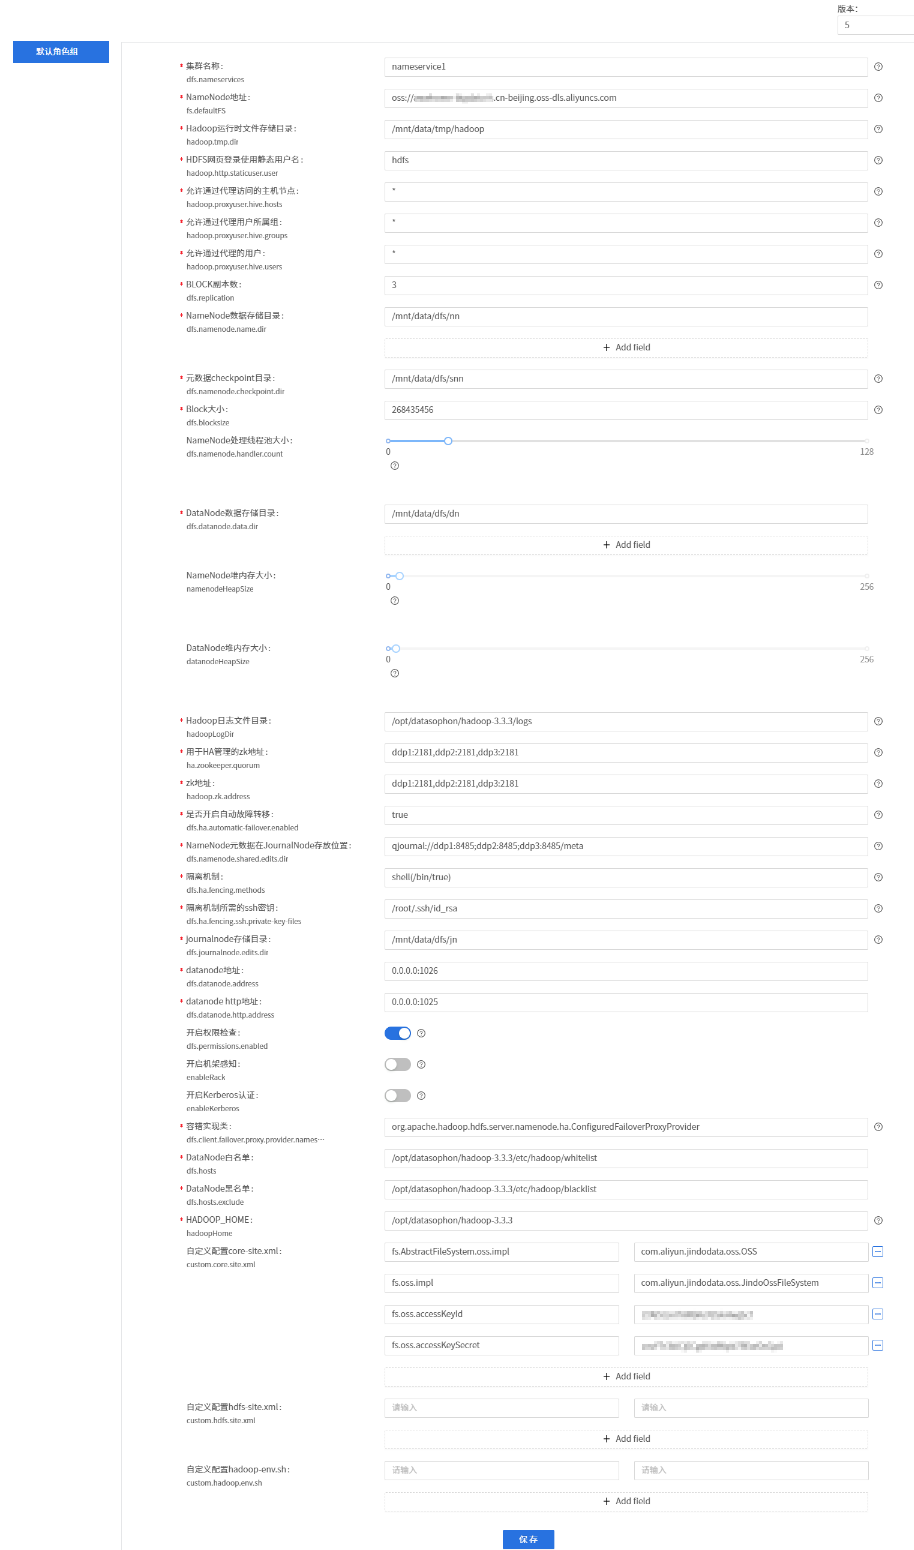 版本：
5
默认角色组
* 集群名称：
dfs.nameservices
nameservice1
* NameNode地址：
fs.defaultFS
oss:// .cn-beijing.oss-dls.aliyuncs.com
* Hadoop运行时文件存储目录：
hadoop.tmp.dir
/mnt/data/tmp/hadoop
* HDFS网页登录使用静态用户名：
hadoop.http.staticuser.user
hdfs
* 允许通过代理访问的主机节点：
hadoop.proxyuser.hive.hosts
*
* 允许通过代理用户所属组：
hadoop.proxyuser.hive.groups
*
* 允许通过代理的用户：
hadoop.proxyuser.hive.users
*
* BLOCK副本数：
dfs.replication
3
* NameNode数据存储目录：
dfs.namenode.name.dir
/mnt/data/dfs/nn
+ Add field
* 元数据checkpoint目录：
dfs.namenode.checkpoint.dir
/mnt/data/dfs/snn
* Block大小：
dfs.blocksize
268435456
NameNode处理线程池大小：
dfs.namenode.handler.count
0 128
* DataNode数据存储目录：
dfs.datanode.data.dir
/mnt/data/dfs/dn
+ Add field
NameNode堆内存大小：
namenodeHeapSize
0 256
DataNode堆内存大小：
datanodeHeapSize
0 256
* Hadoop日志文件目录：
hadoopLogDir
/opt/datasophon/hadoop-3.3.3/logs
* 用于HA管理的zk地址：
ha.zookeeper.quorum
ddp1:2181,ddp2:2181,ddp3:2181
* zk地址：
hadoop.zk.address
ddp1:2181,ddp2:2181,ddp3:2181
* 是否开启自动故障转移：
dfs.ha.automatic-failover.enabled
true
* NameNode元数据在JournalNode存放位置：
dfs.namenode.shared.edits.dir
qjournal://ddp1:8485;ddp2:8485;ddp3:8485/meta
* 隔离机制：
dfs.ha.fencing.methods
shell(/bin/true)
* 隔离机制所需的ssh密钥：
dfs.ha.fencing.ssh.private-key-files
/root/.ssh/id_rsa
* journalnode存储目录：
dfs.journalnode.edits.dir
/mnt/data/dfs/jn
* datanode地址：
dfs.datanode.address
0.0.0.0:1026
* datanode http地址：
dfs.datanode.http.address
0.0.0.0:1025
开启权限检查：
dfs.permissions.enabled
开启机架感知：
enableRack
开启Kerberos认证：
enableKerberos
* 容错实现类：
dfs.client.failover.proxy.provider.names···
org.apache.hadoop.hdfs.server.namenode.ha.ConfiguredFailoverProxyProvider
* DataNode白名单：
dfs.hosts
/opt/datasophon/hadoop-3.3.3/etc/hadoop/whitelist
* DataNode黑名单：
dfs.hosts.exclude
/opt/datasophon/hadoop-3.3.3/etc/hadoop/blacklist
* HADOOP_HOME：
hadoopHome
/opt/datasophon/hadoop-3.3.3
自定义配置core-site.xml：
custom.core.site.xml
fs.AbstractFileSystem.oss.impl com.aliyun.jindodata.oss.OSS
fs.oss.impl com.aliyun.jindodata.oss.JindoOssFileSystem
fs.oss.accessKeyId
fs.oss.accessKeySecret
+ Add field
自定义配置hdfs-site.xml：
custom.hdfs.site.xml
请输入 请输入
+ Add field
自定义配置hadoop-env.sh：
custom.hadoop.env.sh
请输入 请输入
+ Add field
保存